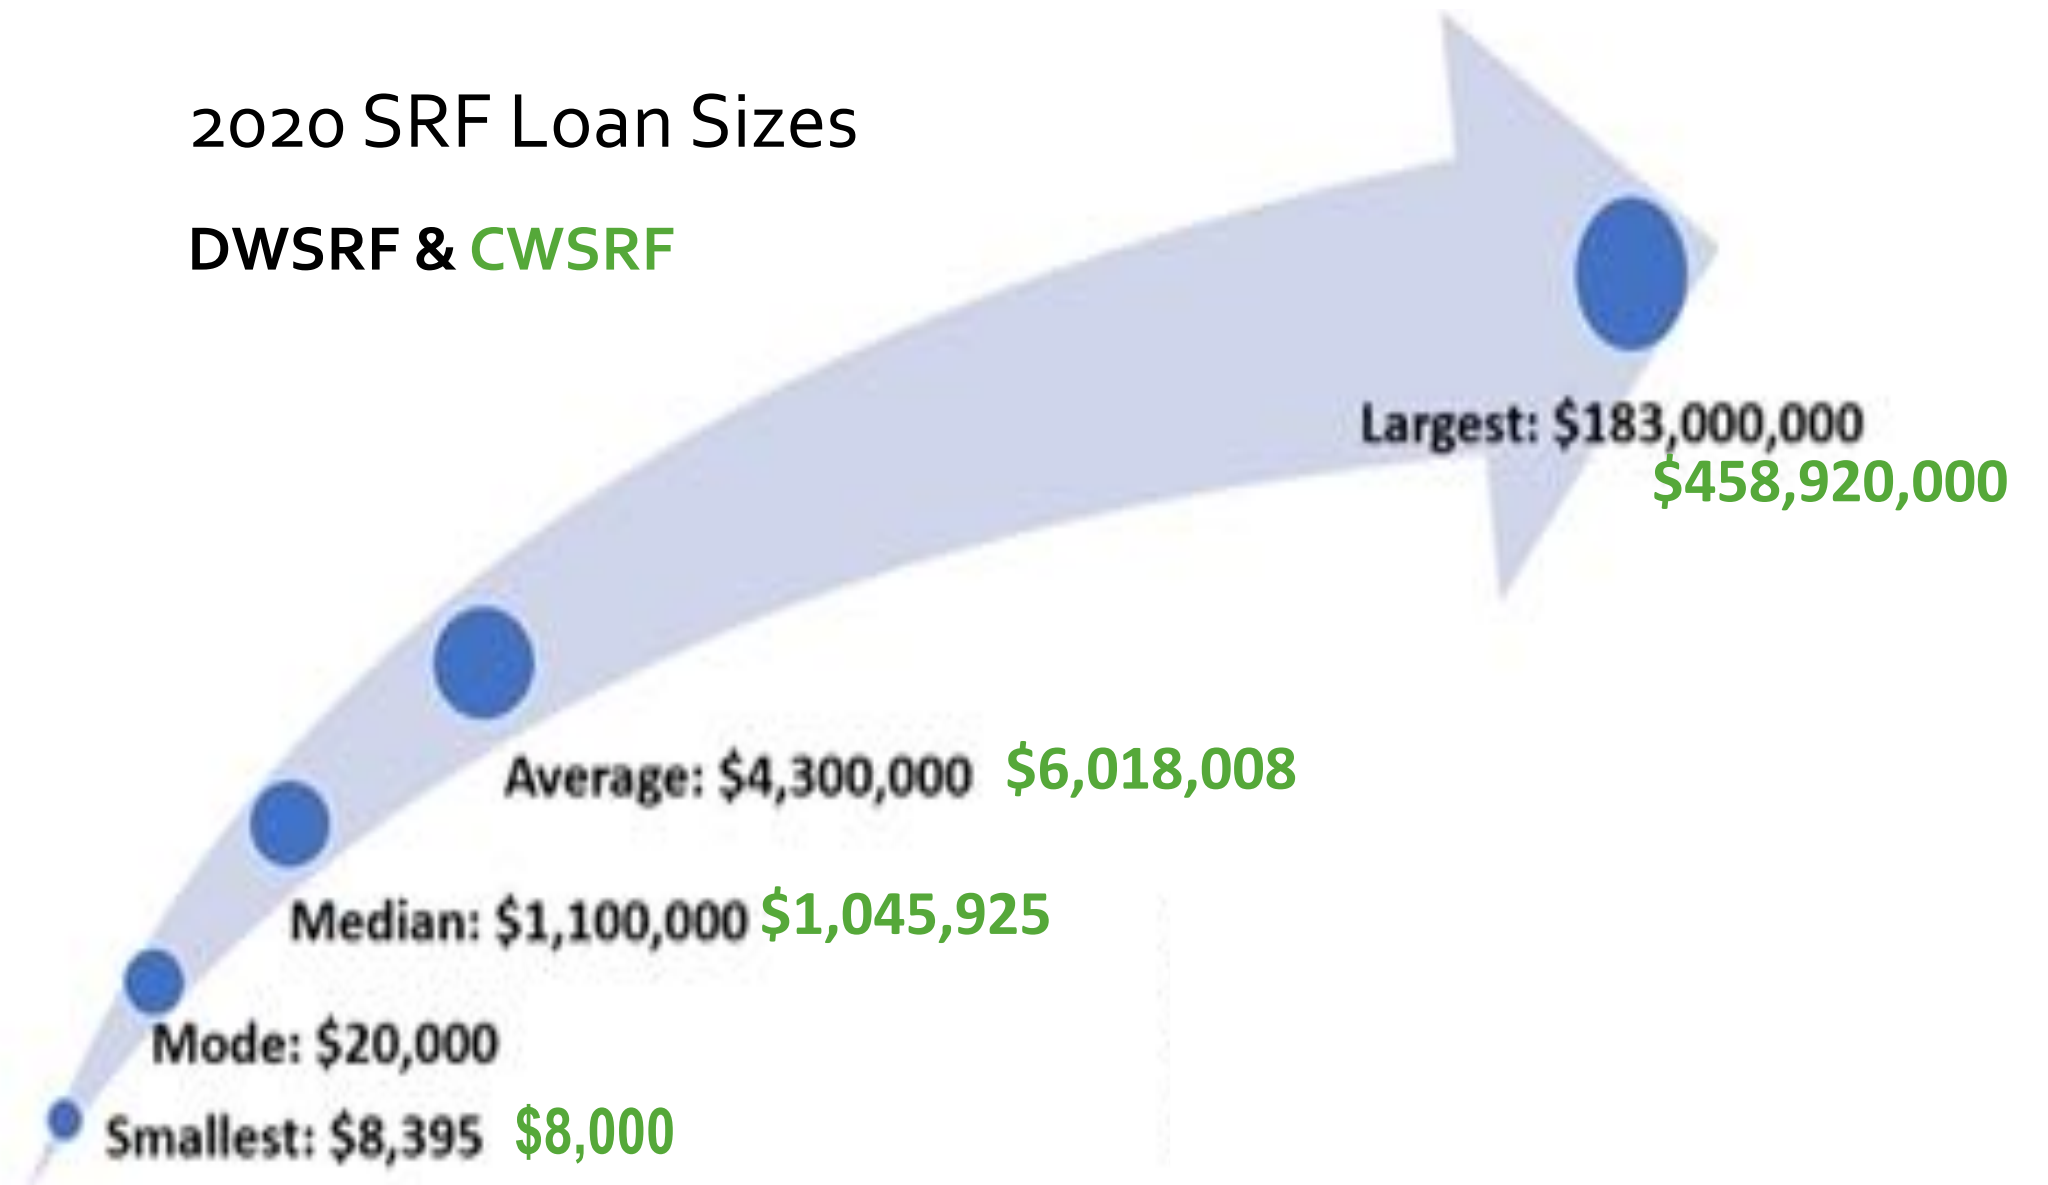 2020 SRF Loan Sizes
DWSRF & CWSRF
Largest: $183,000,000
$458,920,000
Average: $4,300,000 $6,018,008
Median: $1,100,000 $1,045,925
Mode: $20,000
Smallest: $8,395 $8,000